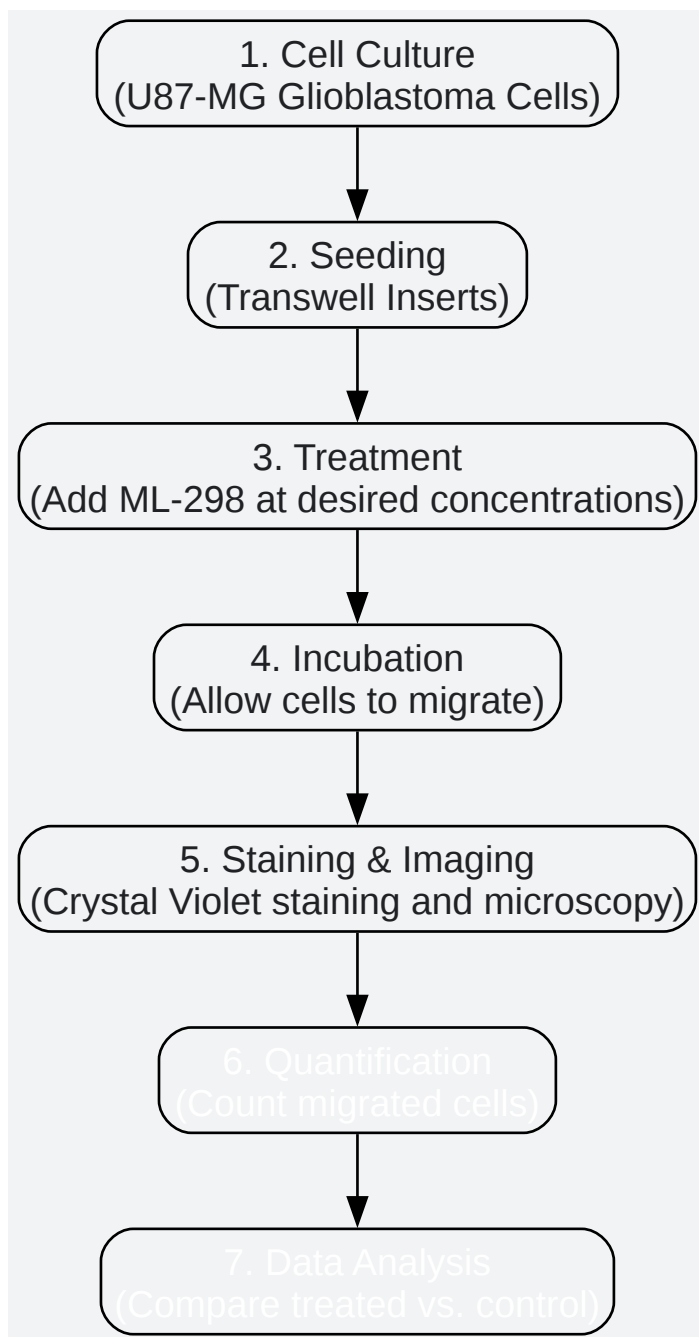 1. Cell Culture
(U87-MG Glioblastoma Cells)
2. Seeding
(Transwell Inserts)
3. Treatment
(Add ML-298 at desired concentrations)
4. Incubation
(Allow cells to migrate)
5. Staining & Imaging
(Crystal Violet staining and microscopy)
6. Quantification
(Count migrated cells)
7. Data Analysis
(Compare treated vs. control)